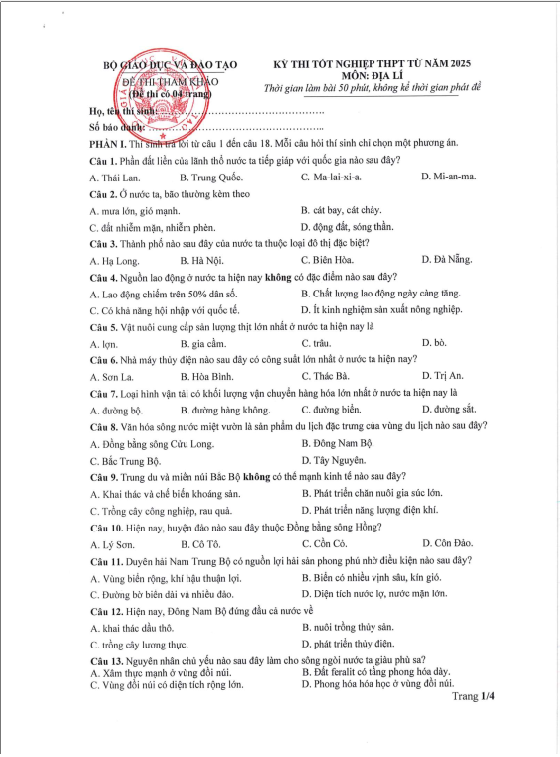 BỘ GIÁO DỤC VÀ ĐÀO TẠO
KỲ THI TỐT NGHIỆP THPT TỪ NĂM 2025
ĐỀ THI THAM KHẢO
MÔN: ĐỊA LÍ
(Đề thi có 04 trang)
Thời gian làm bài 50 phút, không kể thời gian phát đề
Họ, tên thí sinh:
Số báo danh:
PHẦN I. Thí sinh trả lời từ câu 1 đến câu 18. Mỗi câu hỏi thí sinh chỉ chọn một phương án.
Câu 1. Phần đất liền của lãnh thổ nước ta tiếp giáp với quốc gia nào sau đây?
A. Thái Lan. B. Trung Quốc. C. Ma-lai-xi-a. D. Mi-an-ma.
Câu 2. Ở nước ta, bão thường kèm theo
A. mưa lớn, gió mạnh. B. cát bay, cát chảy.
C. đất nhiễm mặn, nhiễm phèn. D. động đất, sóng thần.
Câu 3. Thành phố nào sau đây của nước ta thuộc loại đô thị đặc biệt?
A. Hạ Long. B. Hà Nội. C. Biên Hòa. D. Đà Nẵng.
Câu 4. Nguồn lao động ở nước ta hiện nay không có đặc điểm nào sau đây?
A. Lao động chiếm trên 50% dân số. B. Chất lượng lao động ngày càng tăng.
C. Có khả năng hội nhập với quốc tế. D. Ít kinh nghiệm sản xuất nông nghiệp.
Câu 5. Vật nuôi cung cấp sản lượng thịt lớn nhất ở nước ta hiện nay là
A. lợn. B. gia cầm. C. trâu. D. bò.
Câu 6. Nhà máy thủy điện nào sau đây có công suất lớn nhất ở nước ta hiện nay?
A. Sơn La. B. Hòa Bình. C. Thác Bà. D. Trị An.
Câu 7. Loại hình vận tải có khối lượng vận chuyển hàng hóa lớn nhất ở nước ta hiện nay là
A. đường bộ. B. đường hàng không. C. đường biển. D. đường sắt.
Câu 8. Văn hóa sông nước miệt vườn là sản phẩm du lịch đặc trưng của vùng du lịch nào sau đây?
A. Đồng bằng sông Cửu Long. B. Đông Nam Bộ
C. Bắc Trung Bộ. D. Tây Nguyên.
Câu 9. Trung du và miền núi Bắc Bộ không có thế mạnh kinh tế nào sau đây?
A. Khai thác và chế biến khoáng sản. B. Phát triển chăn nuôi gia súc lớn.
C. Trồng cây công nghiệp, rau quả. D. Phát triển năng lượng điện khí.
Câu 10. Hiện nay, huyện đảo nào sau đây thuộc Đồng bằng sông Hồng?
A. Lý Sơn. B. Cô Tô. C. Cồn Cỏ. D. Côn Đảo.
Câu 11. Duyên hải Nam Trung Bộ có nguồn lợi hải sản phong phú nhờ điều kiện nào sau đây?
A. Vùng biển rộng, khí hậu thuận lợi. B. Biển có nhiều vịnh sâu, kín gió.
C. Đường bờ biển dài và nhiều đảo. D. Diện tích nước lợ, nước mặn lớn.
Câu 12. Hiện nay, Đông Nam Bộ đứng đầu cả nước về
A. khai thác dầu thô. B. nuôi trồng thủy sản.
C. trồng cây lương thực. D. phát triển thủy điện.
Câu 13. Nguyên nhân chủ yếu nào sau đây làm cho sông ngòi nước ta giàu phù sa?
A. Xâm thực mạnh ở vùng đồi núi. B. Đất feralit có tầng phong hóa dày.
C. Vùng đồi núi có diện tích rộng lớn. D. Phong hóa hóa học ở vùng đồi núi.
Trang 1/4